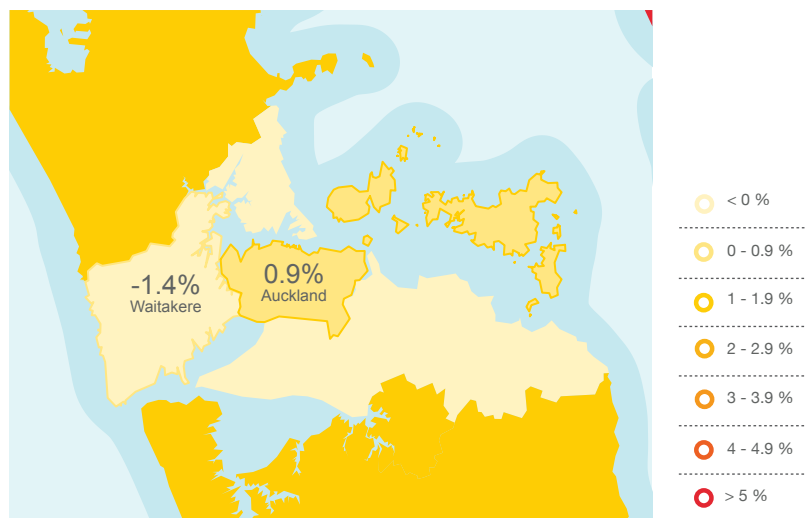 -1.4%
Waitakere
0.9%
Auckland
< 0 %
0 - 0.9 %
1 - 1.9 %
2 - 2.9 %
3 - 3.9 %
4 - 4.9 %
> 5 %